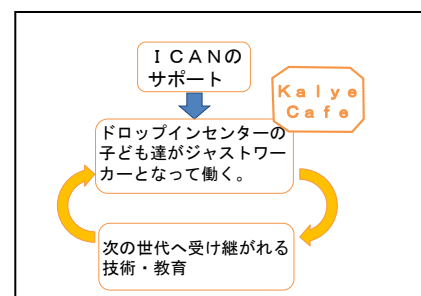 ＩＣＡＮの
サポート
Ｋａｌｙｅ
Ｃａｆｅ
ドロップインセンターの
子ども達がジャストワー
カーとなって働く。
次の世代へ受け継がれる
技術・教育